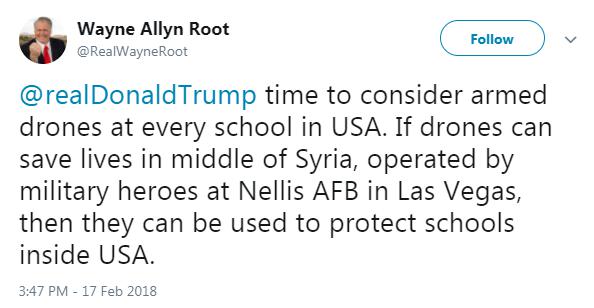 Wayne Allyn Root
@RealWayneRoot
Follow
@realDonaldTrump time to consider armed
drones at every school in USA. If drones can
save lives in middle of Syria, operated by
military heroes at Nellis AFB in Las Vegas,
then they can be used to protect schools
inside USA.
3:47 PM - 17 Feb 2018